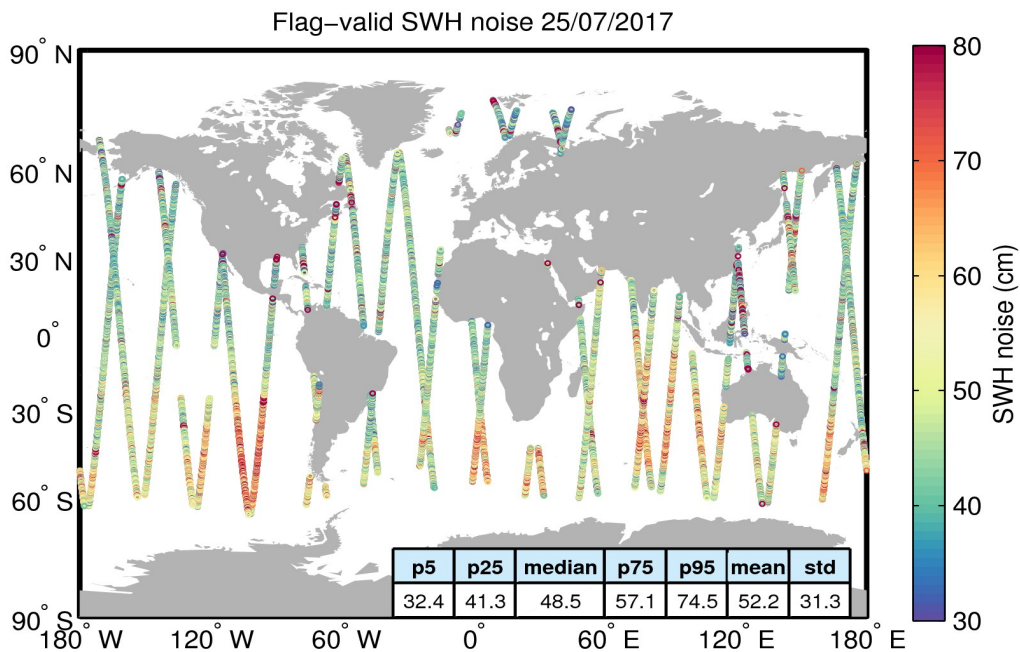 Flag−valid SWH noise 25/07/2017
90° N
60° N
30° N
0°
30° S
60° S
90° S
180° W
120° W
60° W
0°
60° E
120° E
180° E
80
70
60
50
40
30
SWH noise (cm)
p5 p25 median p75 p95 mean std
32.4 41.3 48.5 57.1 74.5 52.2 31.3